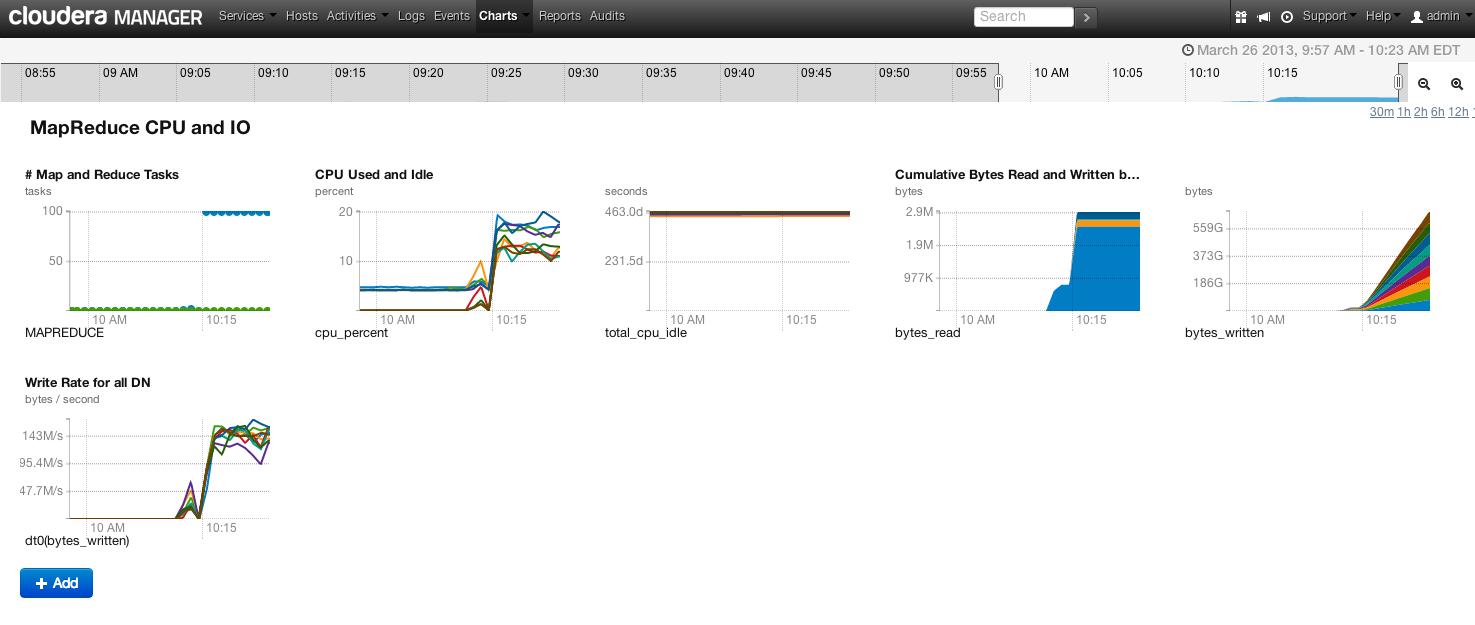 cloudera MANAGER Services Hosts Activities Logs Events Charts Reports Audits Search Support Help admin
March 26 2013, 9:57 AM - 10:23 AM EDT
08:55 09 AM 09:05 09:10 09:15 09:20 09:25 09:30 09:35 09:40 09:45 09:50 09:55 10 AM 10:05 10:10 10:15
30m 1h 2h 6h 12h
MapReduce CPU and IO
# Map and Reduce Tasks
tasks
100
50
10 AM 10:15
MAPREDUCE
CPU Used and Idle
percent
20
10
10 AM 10:15
cpu_percent
seconds
463.0d
231.5d
10 AM 10:15
total_cpu_idle
Cumulative Bytes Read and Written b...
bytes
2.9M
1.9M
977K
10 AM 10:15
bytes_read
bytes
559G
373G
186G
10 AM 10:15
bytes_written
Write Rate for all DN
bytes / second
143M/s
95.4M/s
47.7M/s
10 AM 10:15
dt0(bytes_written)
+ Add